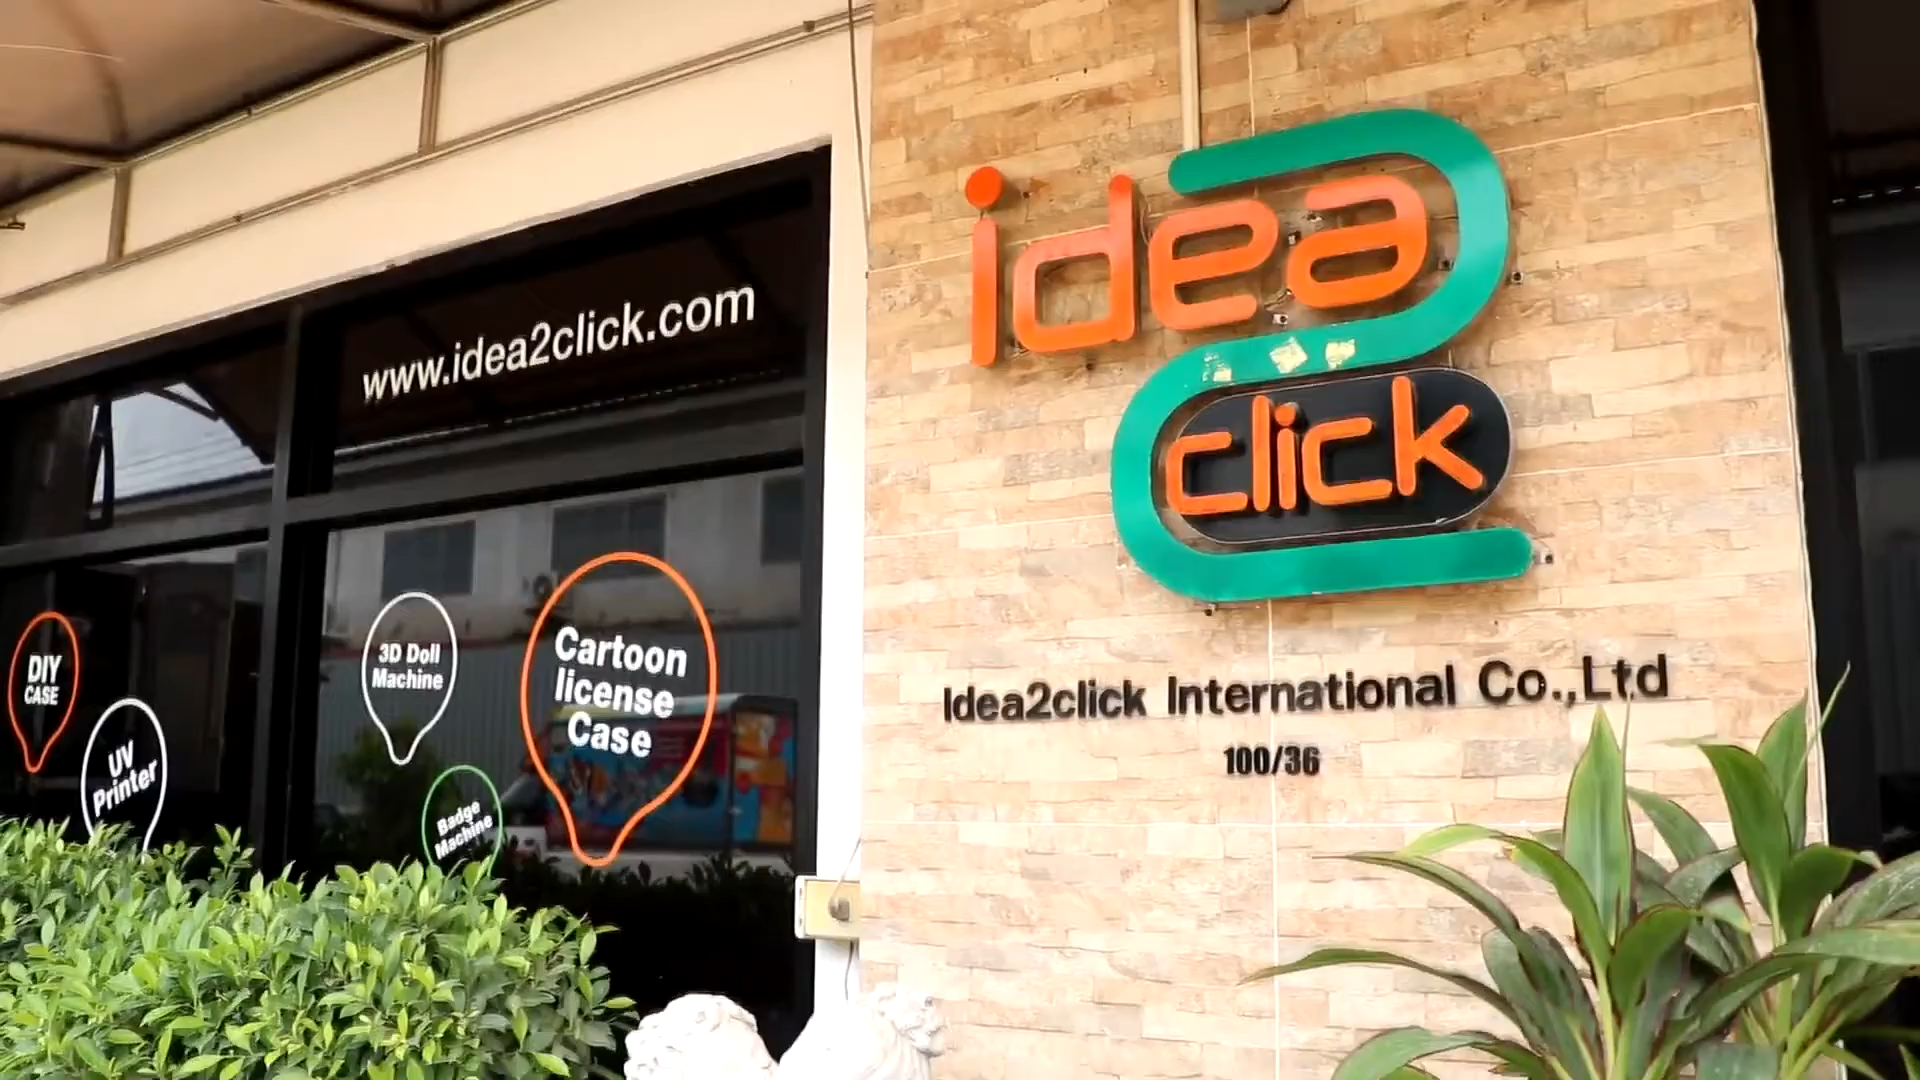 www.idea2click.com
DIY
CASE
UV
Printer
3D Doll
Machine
Badge
Machine
Cartoon
license
Case
idea
2
click
Idea2click International Co.,Ltd
100/36